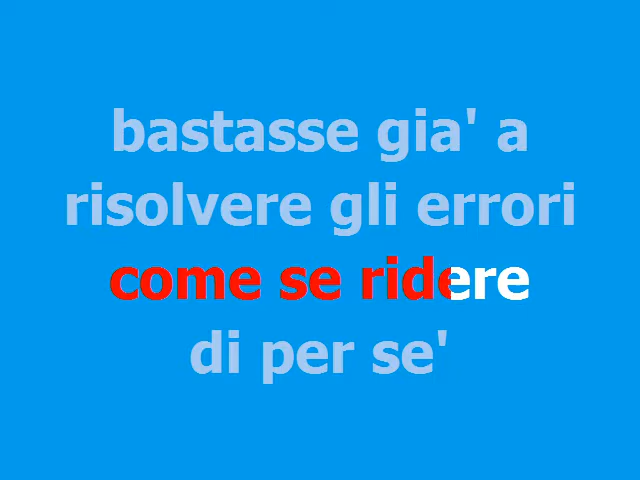 bastasse gia' a
risolvere gli errori
come se ridere
di per se'